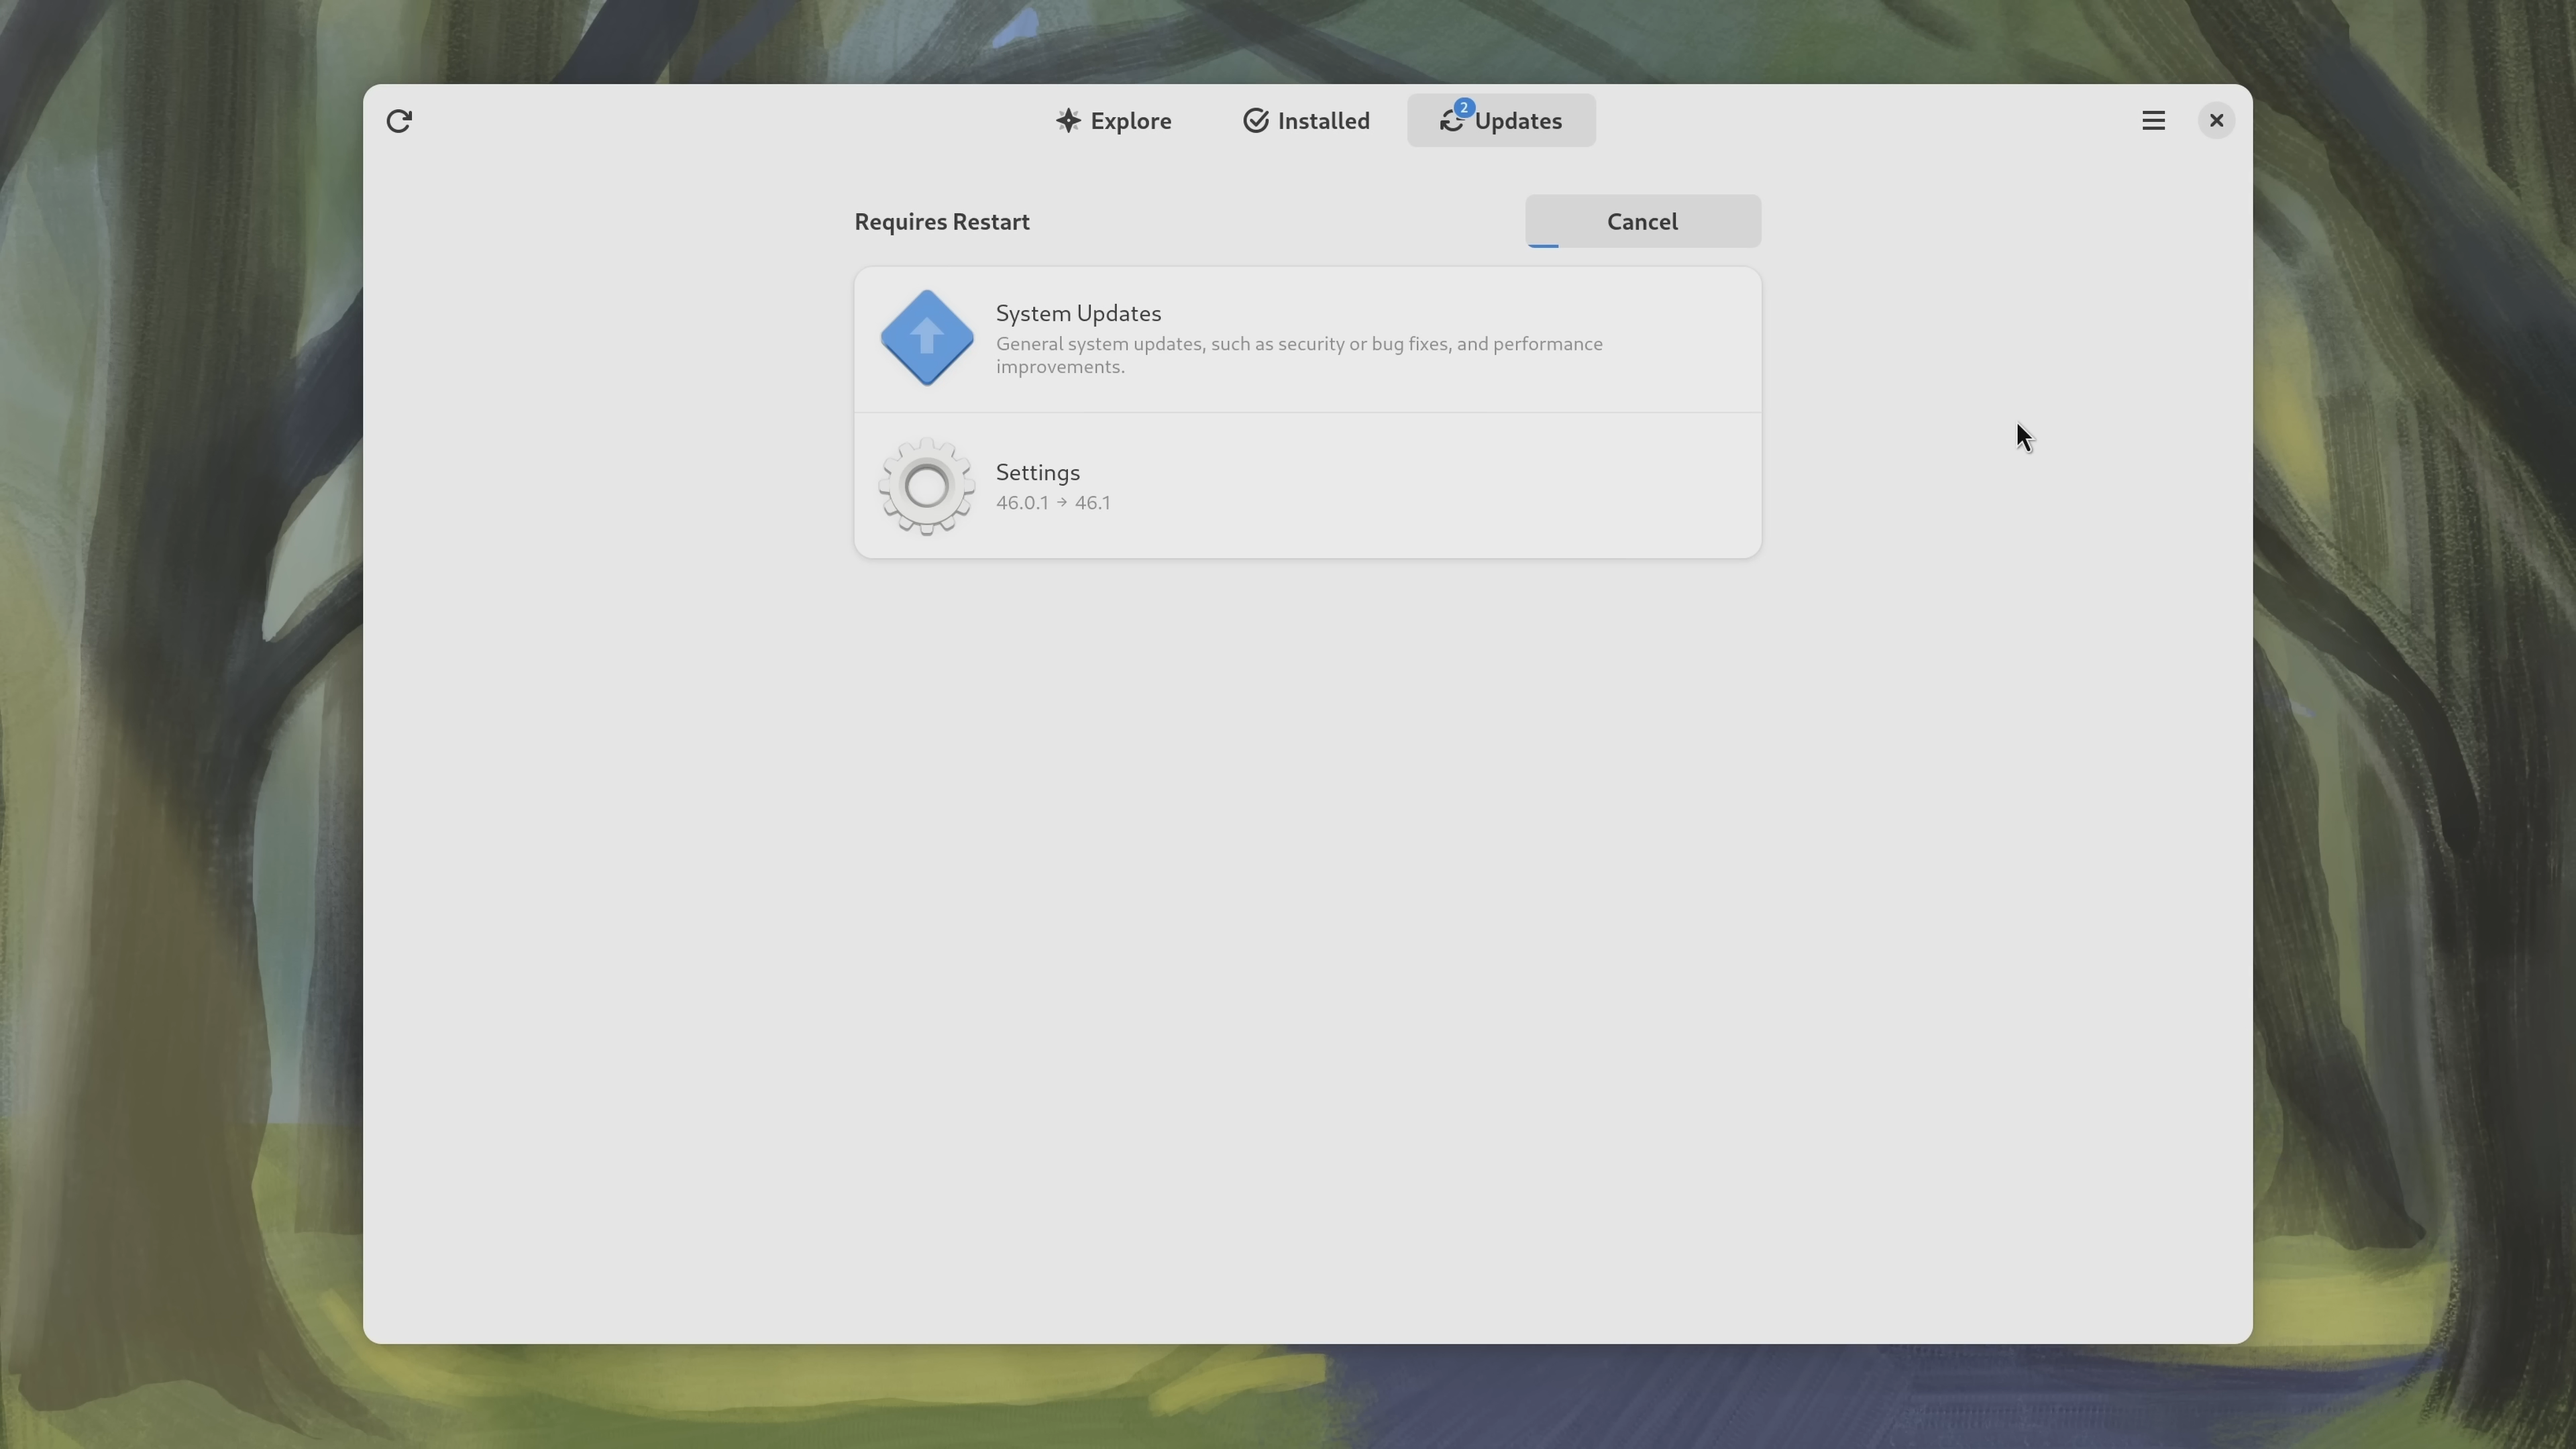 Explore
Installed
2
Updates
Requires Restart
Cancel
System Updates
General system updates, such as security or bug fixes, and performance
improvements.
Settings
46.0.1 → 46.1